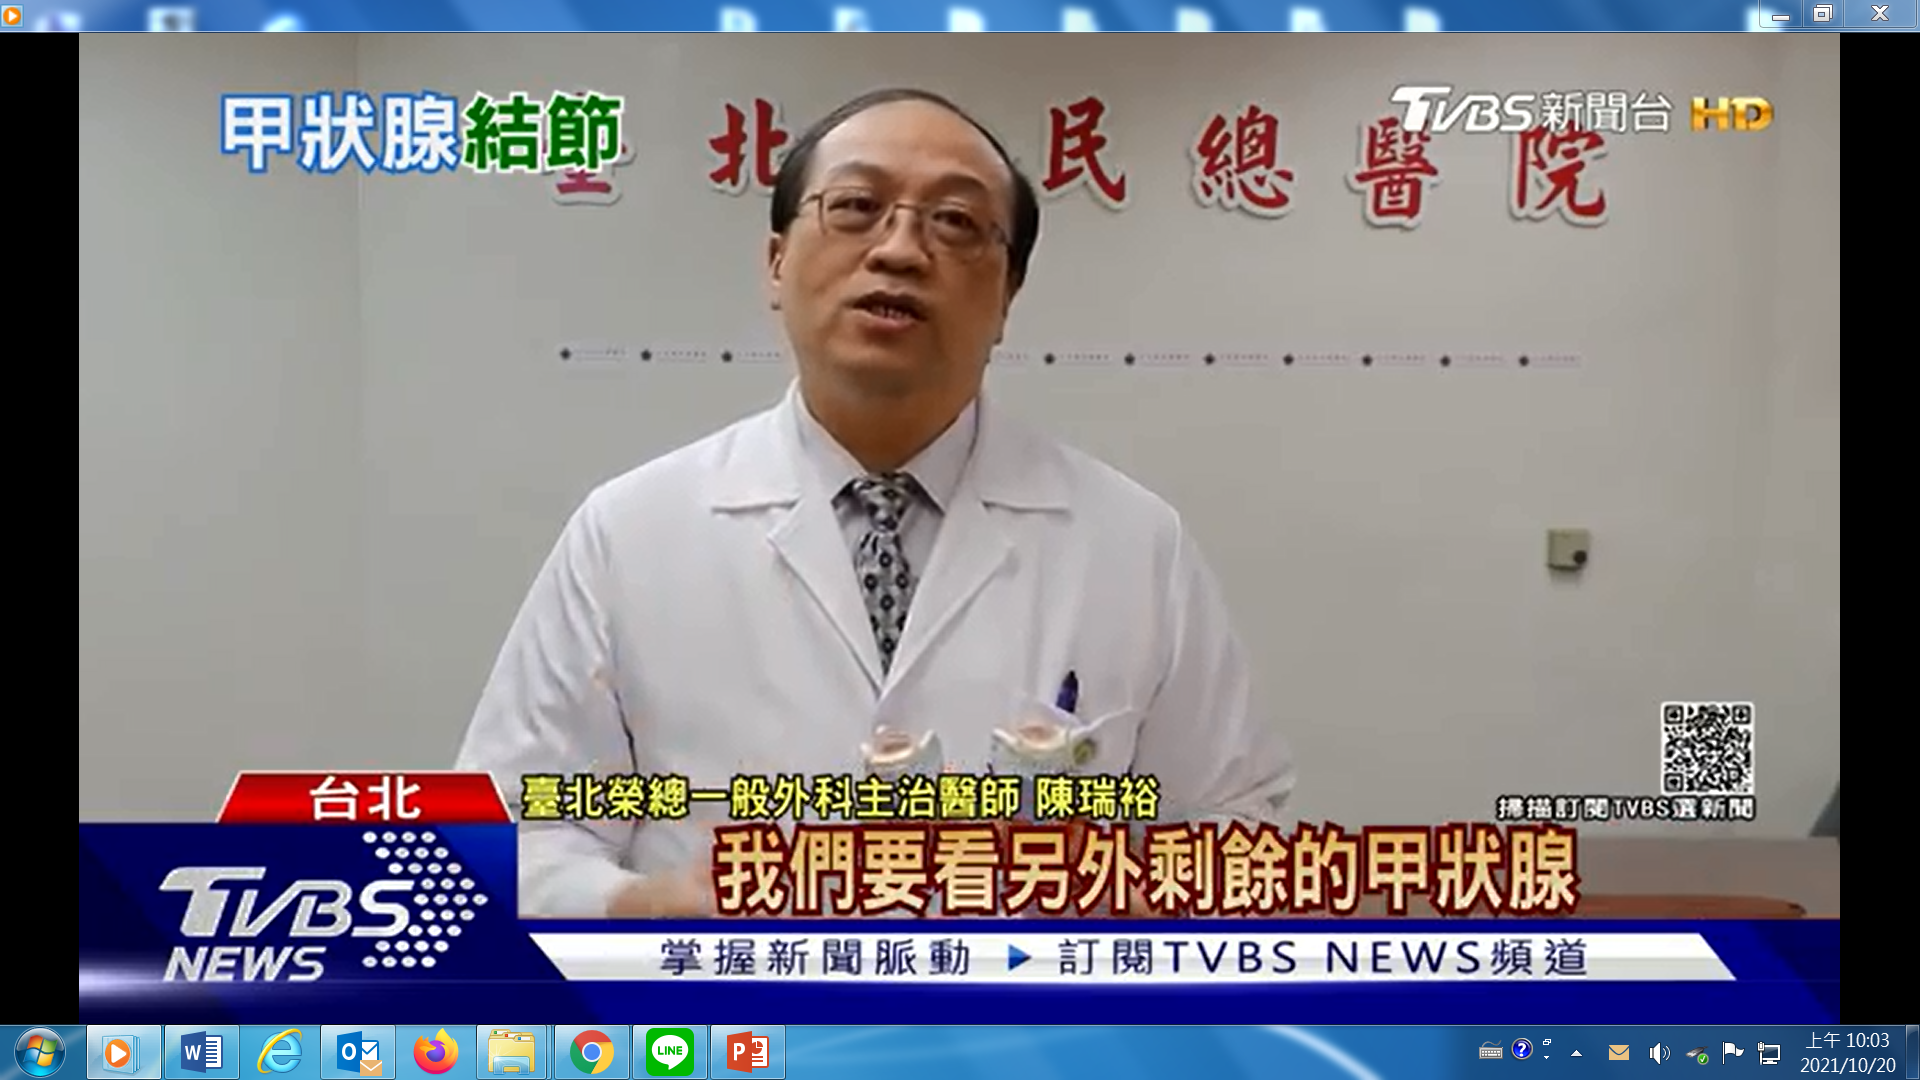 甲狀腺結節
TVBS新聞台 HD
臺北 民總醫院
台北
臺北榮總一般外科主治醫師 陳瑞裕
掃描訂閱TVBS選新聞
我們要看另外剩餘的甲狀腺
TVBS
NEWS
掌握新聞脈動 ▶ 訂閱TVBS NEWS頻道
LINE
上午 10:03
2021/10/20